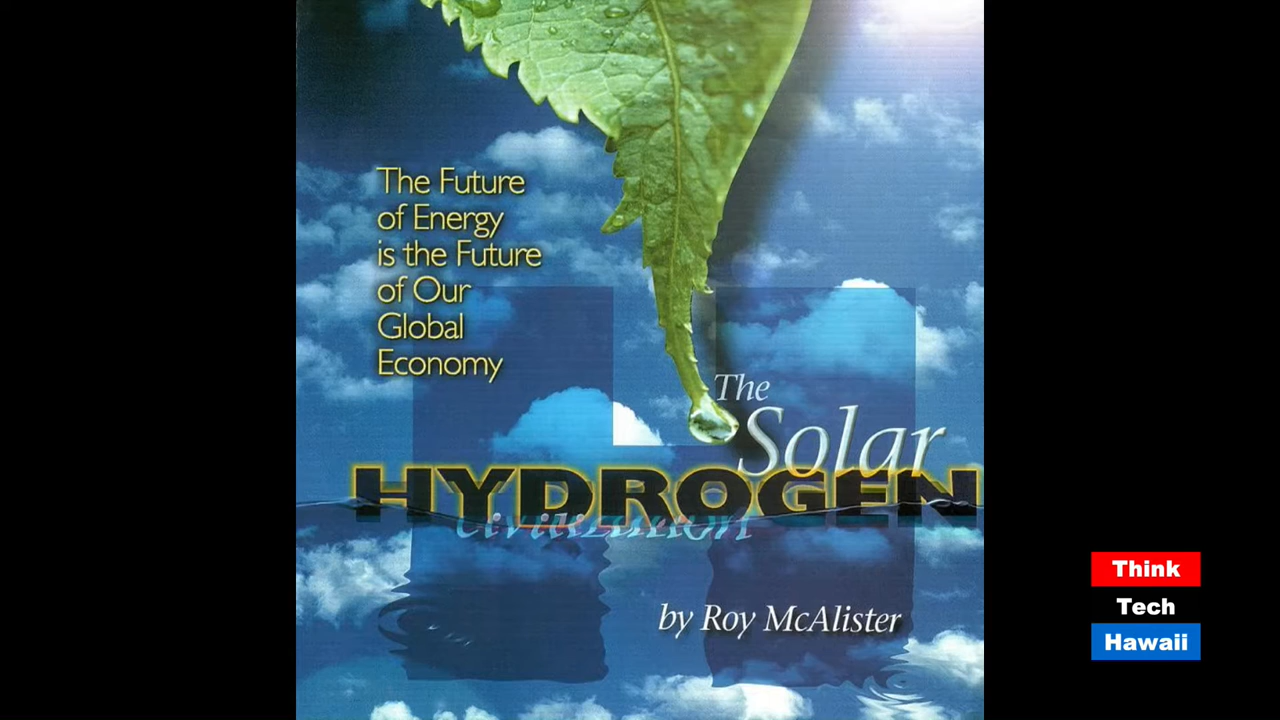 The Future
of Energy
is the Future
of Our
Global
Economy
The
Solar
HYDROGEN
Civilization
by Roy McAlister
Think
Tech
Hawaii